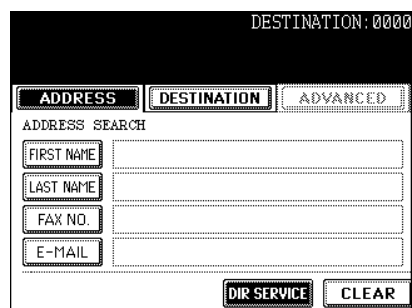 DESTINATION:0000
ADDRESS DESTINATION ADVANCED
ADDRESS SEARCH
FIRST NAME
LAST NAME
FAX NO.
E-MAIL
DIR SERVICE CLEAR